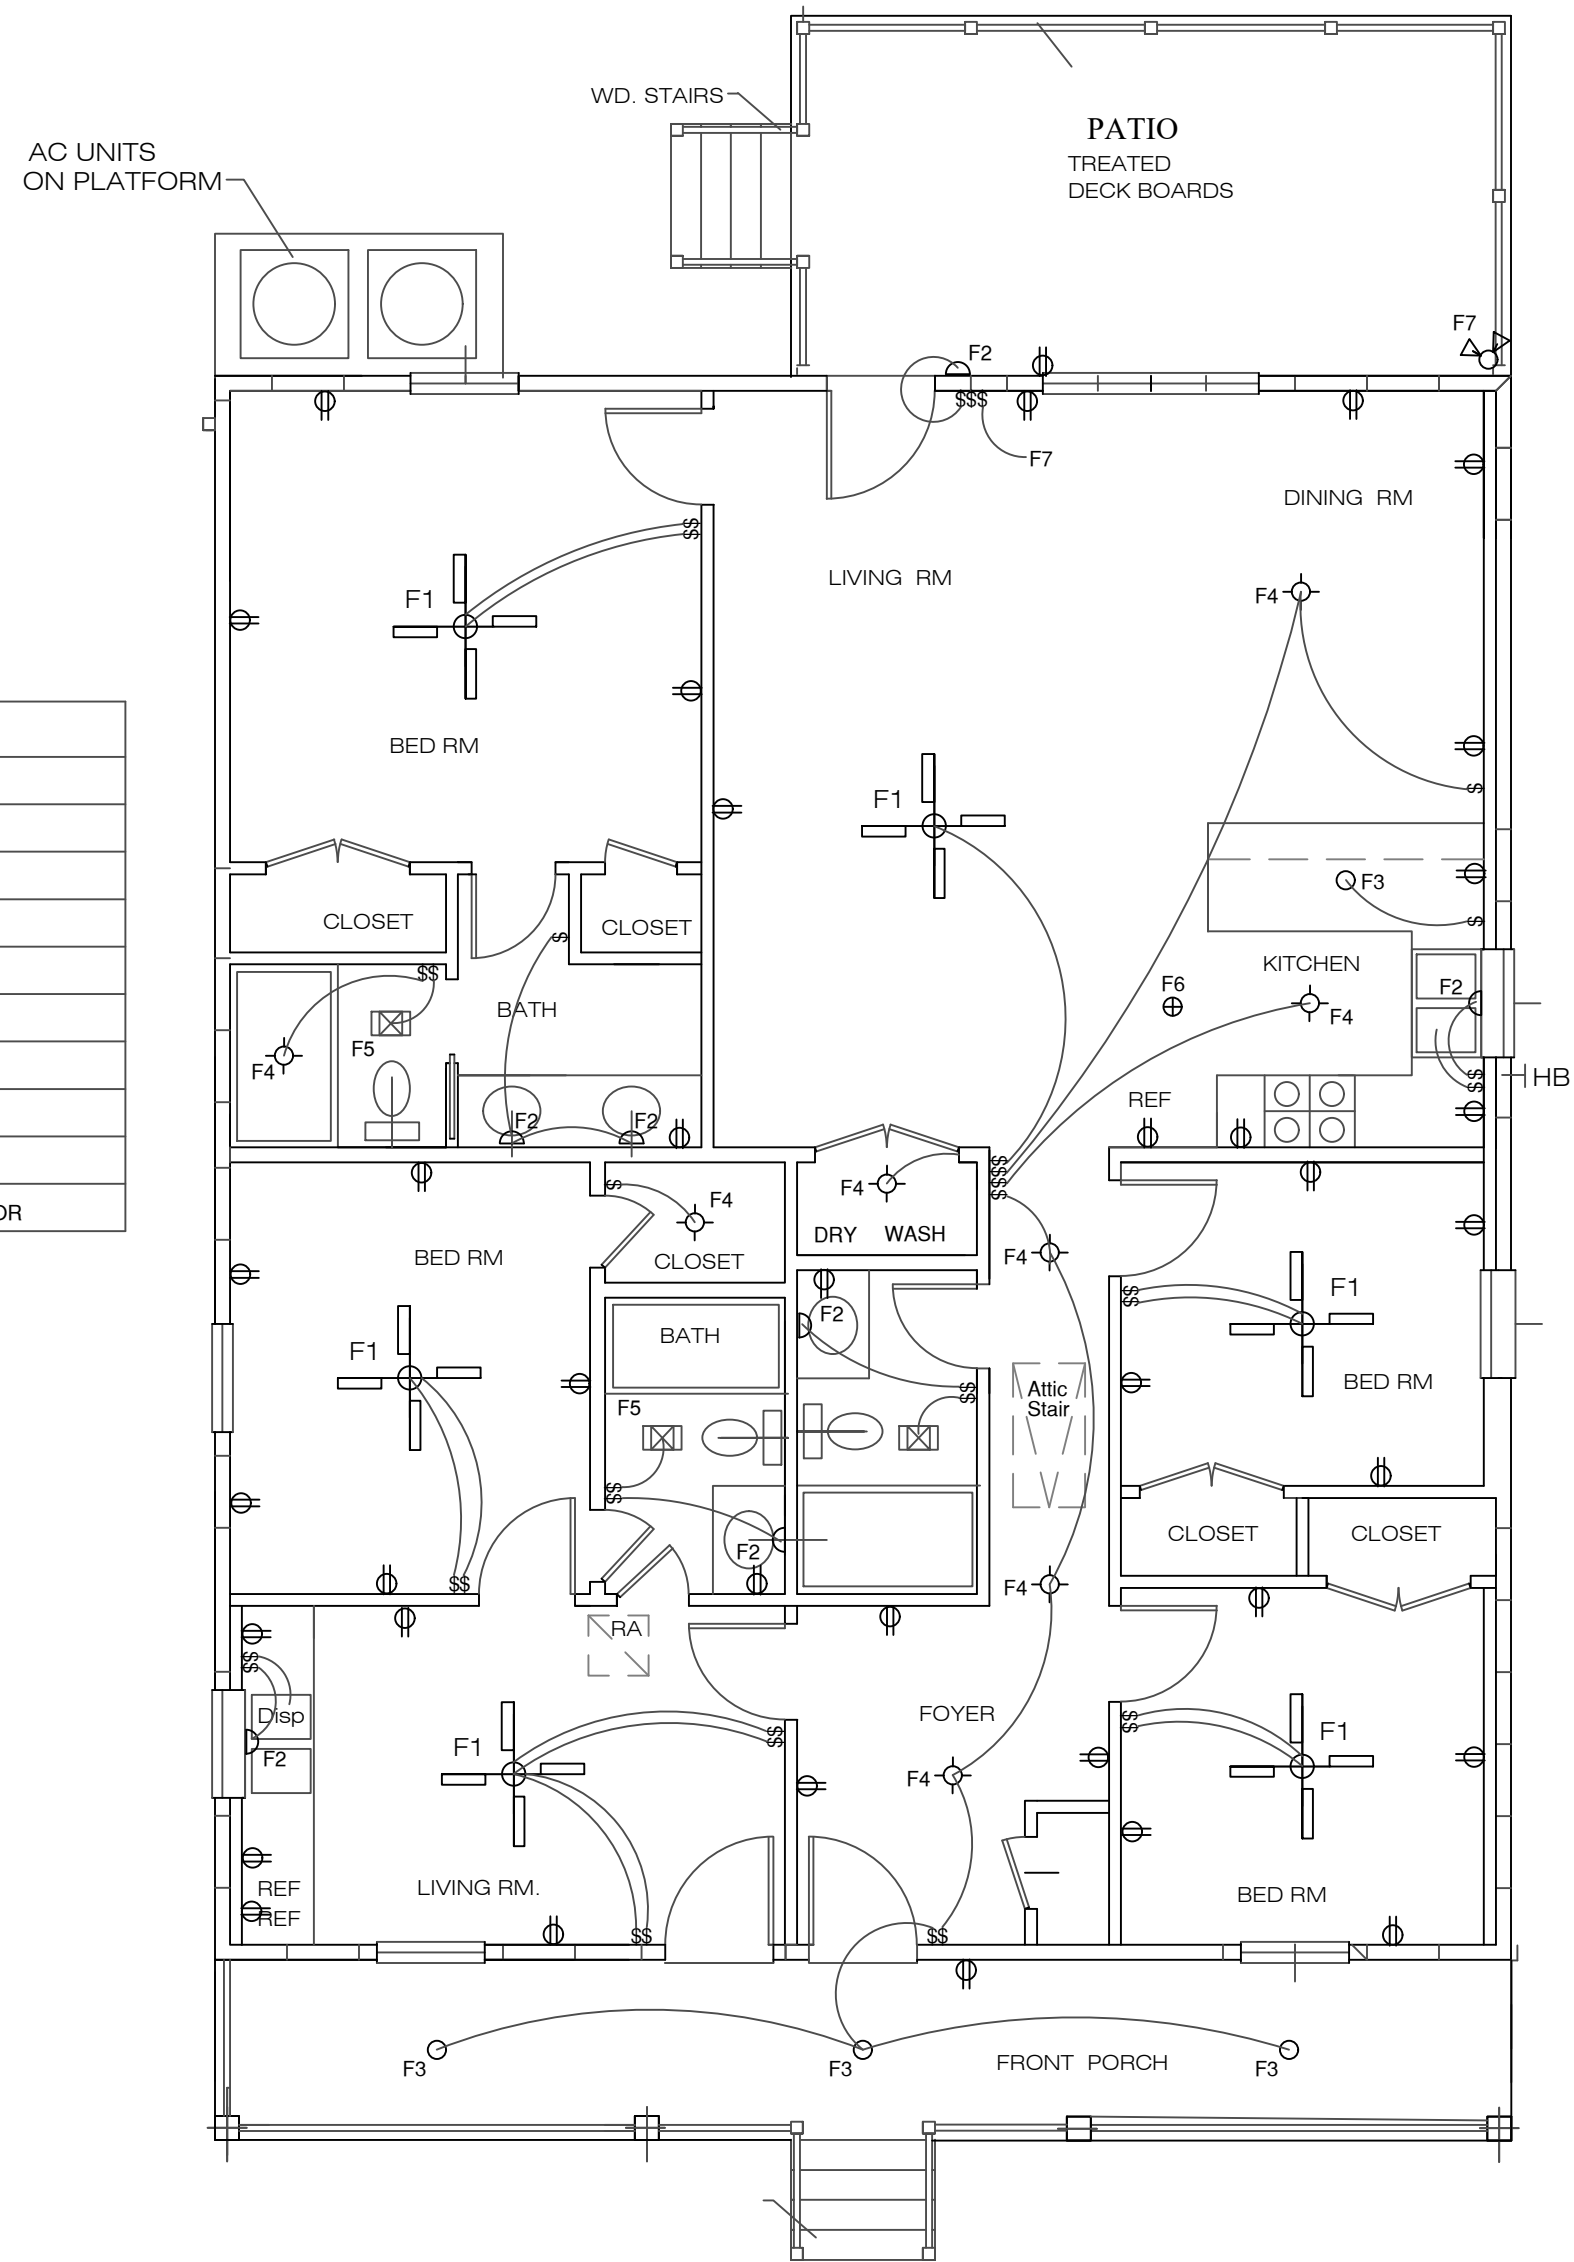 WD. STAIRS
PATIO
TREATED
DECK BOARDS
AC UNITS
ON PLATFORM
F7
F2
$$$
F7
DINING RM
$$
LIVING RM
F4
F1
BED RM
$
F1
F3
$
CLOSET
CLOSET
$
KITCHEN
$$
BATH
F6
F2
F4
F5
F4
$$
HB
REF
F2
F2
$$$$
F4
$
F4
OR
DRY WASH
BED RM
CLOSET
F4
F1
$$
F2
BATH
F1
BED RM
$$
Attic
Stair
F5
$$
CLOSET
CLOSET
F2
$$
F4
RA
$$
FOYER
Disp
$$
$$
F1
F1
F2
F4
REF
LIVING RM.
BED RM
REF
$$
$$
F3
F3
FRONT PORCH
F3